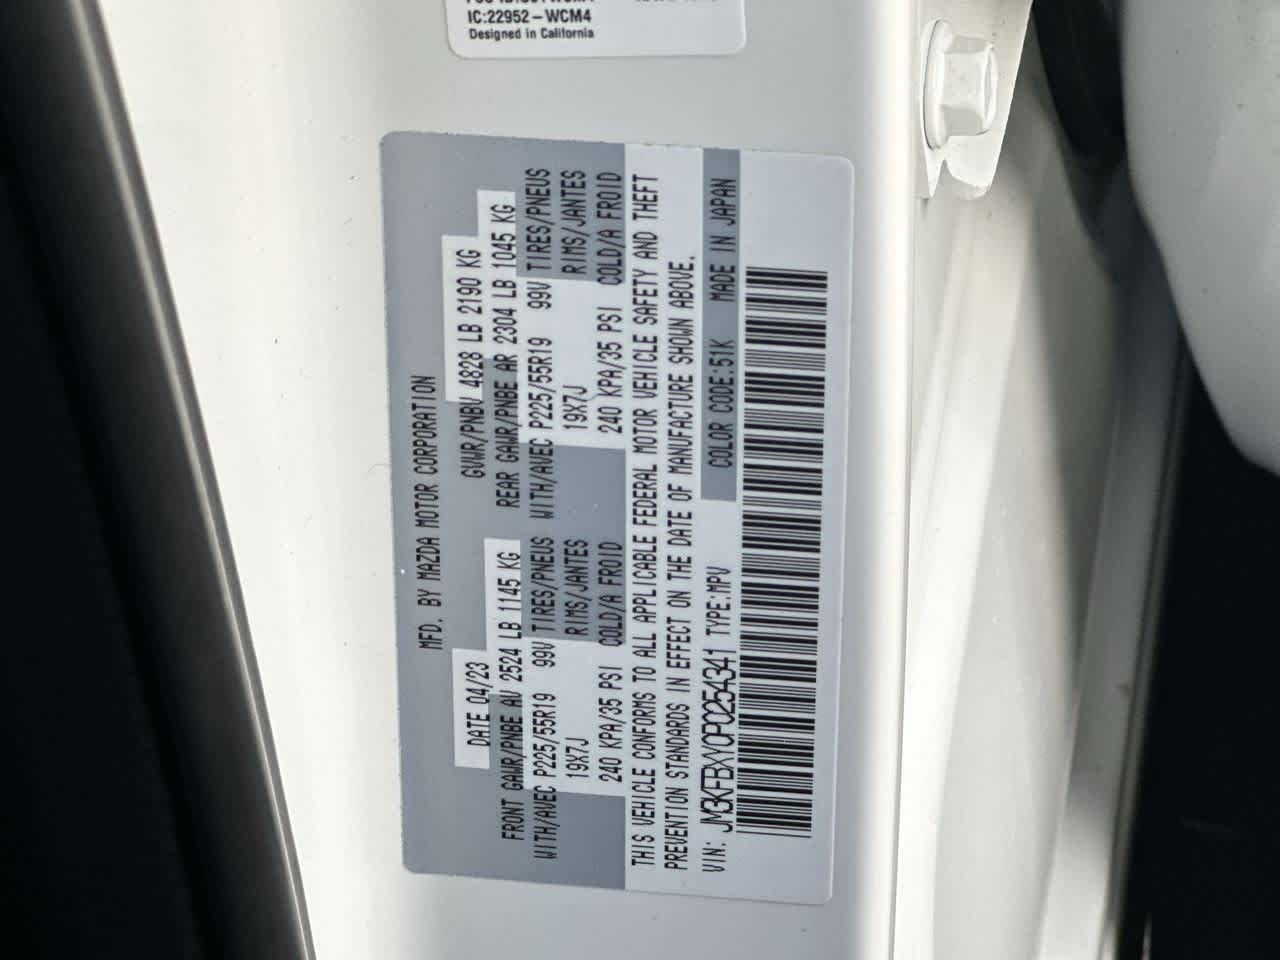 IC:22952-WCM4
Designed in California
MFD. BY MAZDA MOTOR CORPORATION
DATE 04/23 GVWR/PNBV 4828 LB 2190 KG
FRONT GAWR/PNBE AV 2524 LB 1145 KG REAR GAWR/PNBE AR 2304 LB 1045 KG
WITH/AVEC P225/55R19 99V TIRES/PNEUS WITH/AVEC P225/55R19 99V TIRES/PNEUS
19X7J RIMS/JANTES 19X7J RIMS/JANTES
240 KPA/35 PSI COLD/A FROID 240 KPA/35 PSI COLD/A FROID
THIS VEHICLE CONFORMS TO ALL APPLICABLE FEDERAL MOTOR VEHICLE SAFETY AND THEFT
PREVENTION STANDARDS IN EFFECT ON THE DATE OF MANUFACTURE SHOWN ABOVE.
VIN: JM3KFBXY0P0254341 TYPE:MPV COLOR CODE:51K MADE IN JAPAN